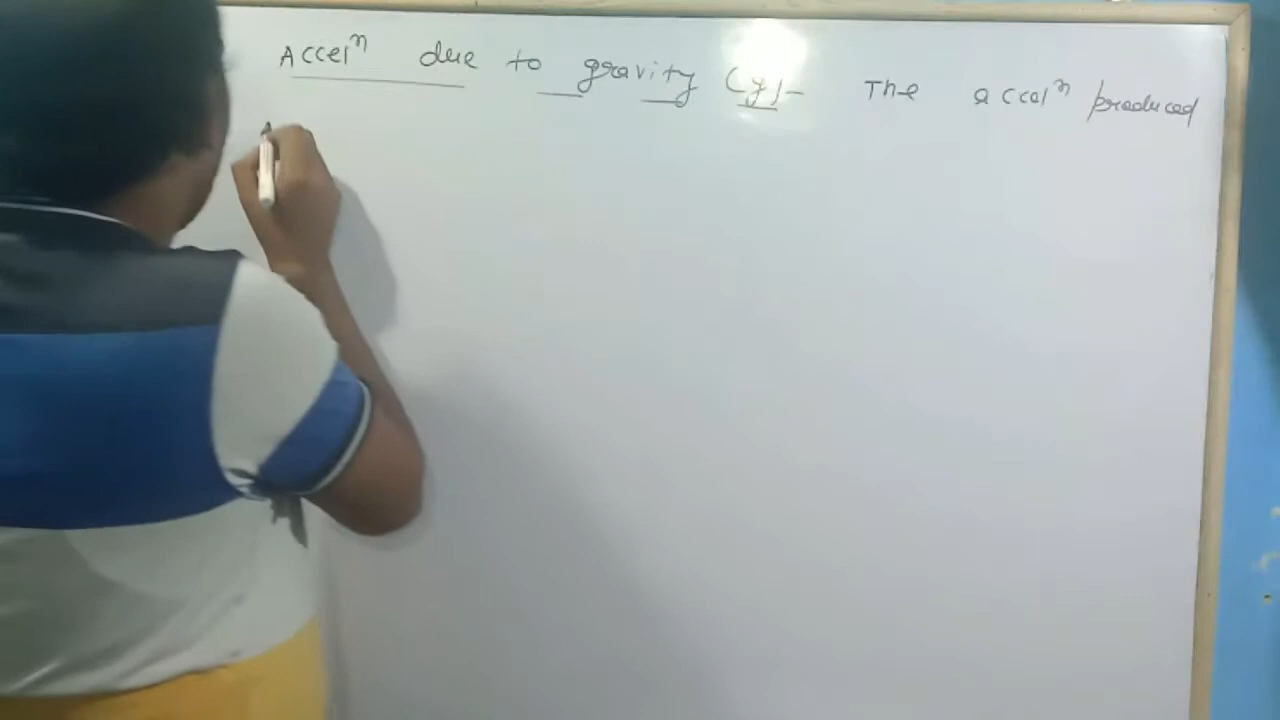 Accelⁿ due to gravity (g)- The accelⁿ produced